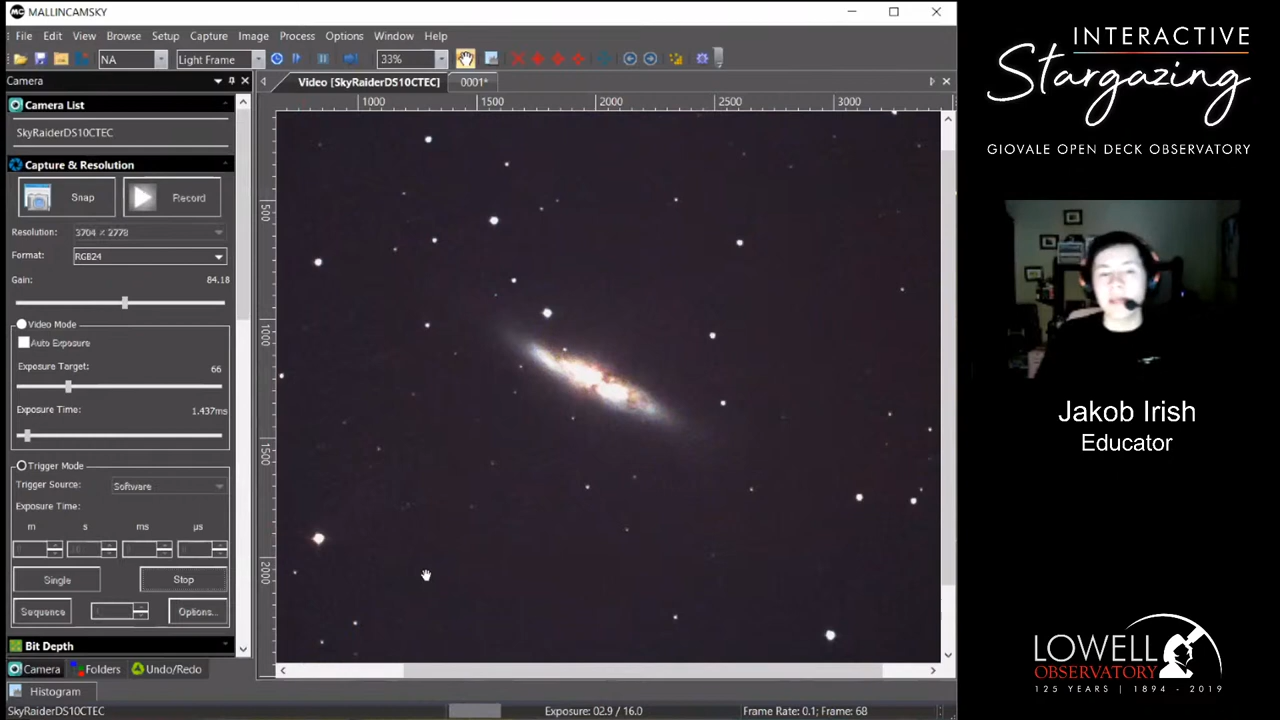 MALLINCAMSKY
File Edit View Browse Setup Capture Image Process Options Window Help
NA Light Frame 33%
Camera
Video [SkyRaiderDS10CTEC] 0001*
1000 1500 2000 2500 3000
500
1000
1500
2000
Camera List
SkyRaiderDS10CTEC
Capture & Resolution
Snap Record
Resolution: 3704 × 2778
Format: RGB24
Gain: 84.18
Video Mode
Auto Exposure
Exposure Target: 66
Exposure Time: 1.437ms
Trigger Mode
Trigger Source: Software
Exposure Time:
m s ms µs
Single Stop
Sequence Options...
Bit Depth
Camera Folders Undo/Redo
Histogram
SkyRaiderDS10CTEC Exposure: 02.9 / 16.0 Frame Rate: 0.1; Frame: 68
INTERACTIVE
Stargazing
GIOVALE OPEN DECK OBSERVATORY
Jakob Irish
Educator
LOWELL
OBSERVATORY
125 YEARS | 1894 - 2019